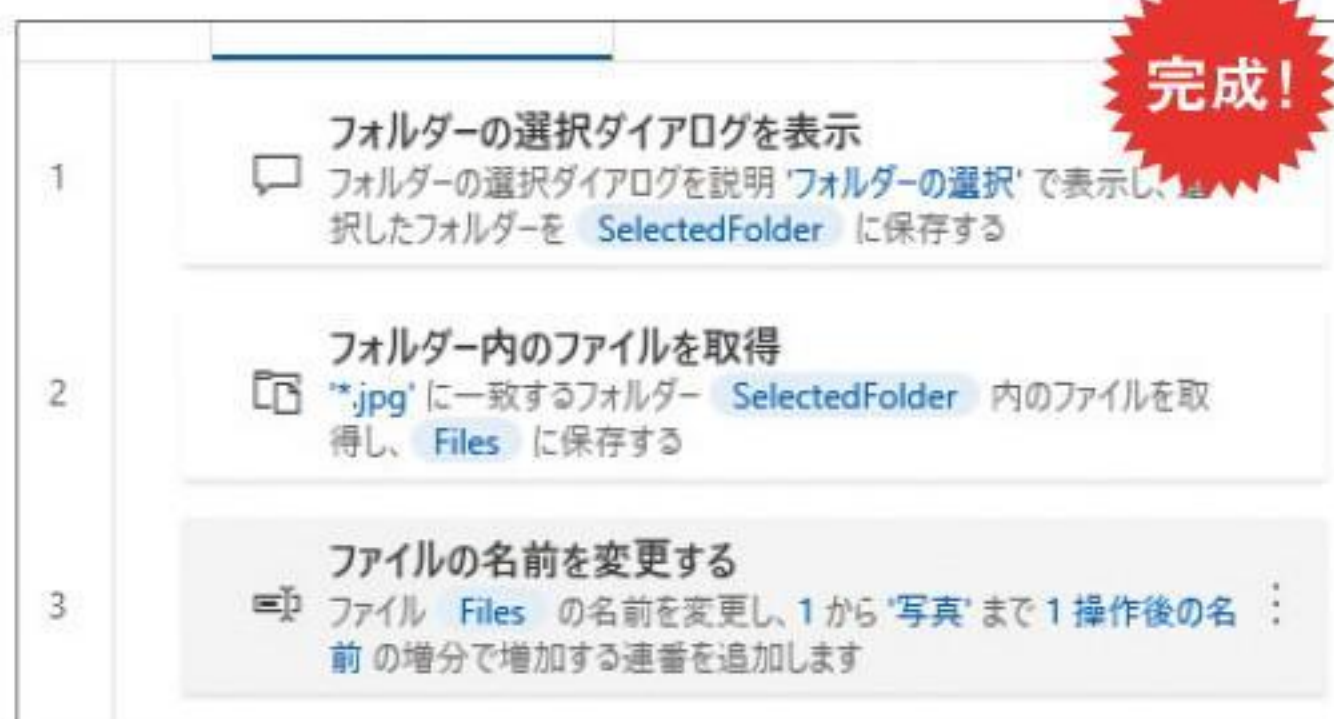 完成!
1
フォルダーの選択ダイアログを表示
フォルダーの選択ダイアログを説明 'フォルダーの選択' で表示し、選
択したフォルダーを SelectedFolder に保存する
2
フォルダー内のファイルを取得
'*.jpg' に一致するフォルダー SelectedFolder 内のファイルを取
得し、 Files に保存する
3
ファイルの名前を変更する
ファイル Files の名前を変更し、1 から '写真' まで 1 操作後の名
前 の増分で増加する連番を追加します